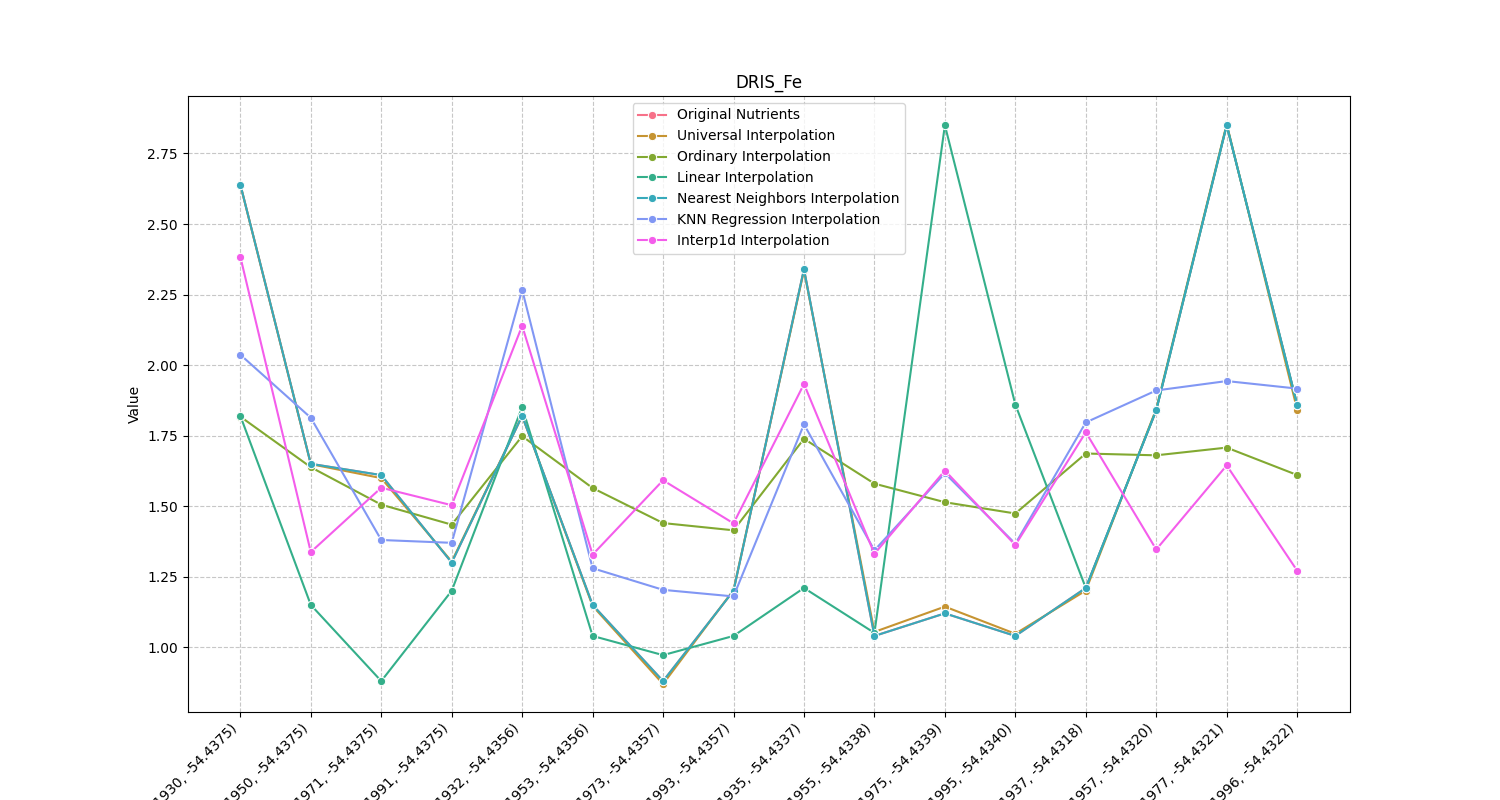 DRIS_Fe
Original Nutrients
Universal Interpolation
Ordinary Interpolation
Linear Interpolation
Nearest Neighbors Interpolation
KNN Regression Interpolation
Interp1d Interpolation
Value
2.75
2.50
2.25
2.00
1.75
1.50
1.25
1.00
1930, -54.4375)
1950, -54.4375)
1971, -54.4375)
1991, -54.4375)
1932, -54.4356)
1953, -54.4356)
1973, -54.4357)
1993, -54.4357)
1935, -54.4337)
1955, -54.4338)
1975, -54.4339)
1995, -54.4340)
1937, -54.4318)
1957, -54.4320)
1977, -54.4321)
1996, -54.4322)